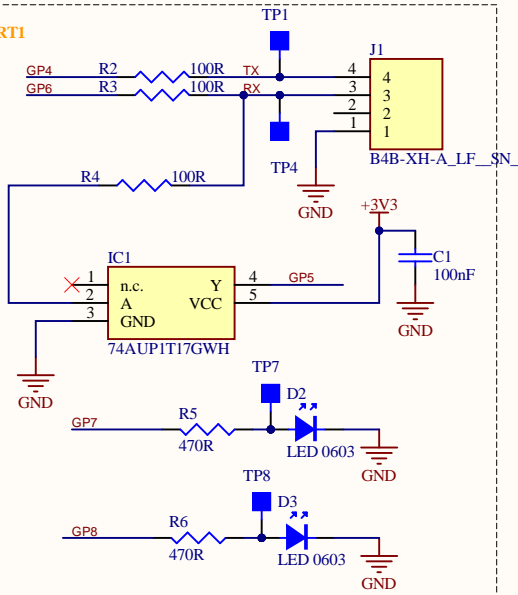 RT1
TP1
J1
GP4 R2 100R TX 4 4
GP6 R3 100R RX 3 3
2 2
1 1
TP4
B4B-XH-A_LF__SN_
R4 100R
GND
+3V3
C1
100nF
GND
IC1
1 n.c. Y 4 GP5
2 A VCC 5
3 GND
74AUP1T17GWH
GND
TP7
D2
GP7 R5
470R
LED 0603
GND
TP8
D3
GP8 R6
470R
LED 0603
GND